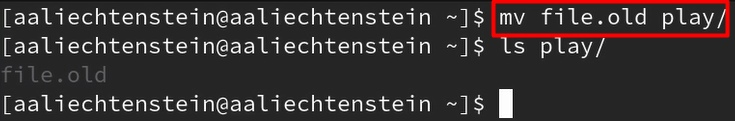 [aaliechtenstein@aaliechtenstein ~]$ mv file.old play/
[aaliechtenstein@aaliechtenstein ~]$ ls play/
file.old
[aaliechtenstein@aaliechtenstein ~]$